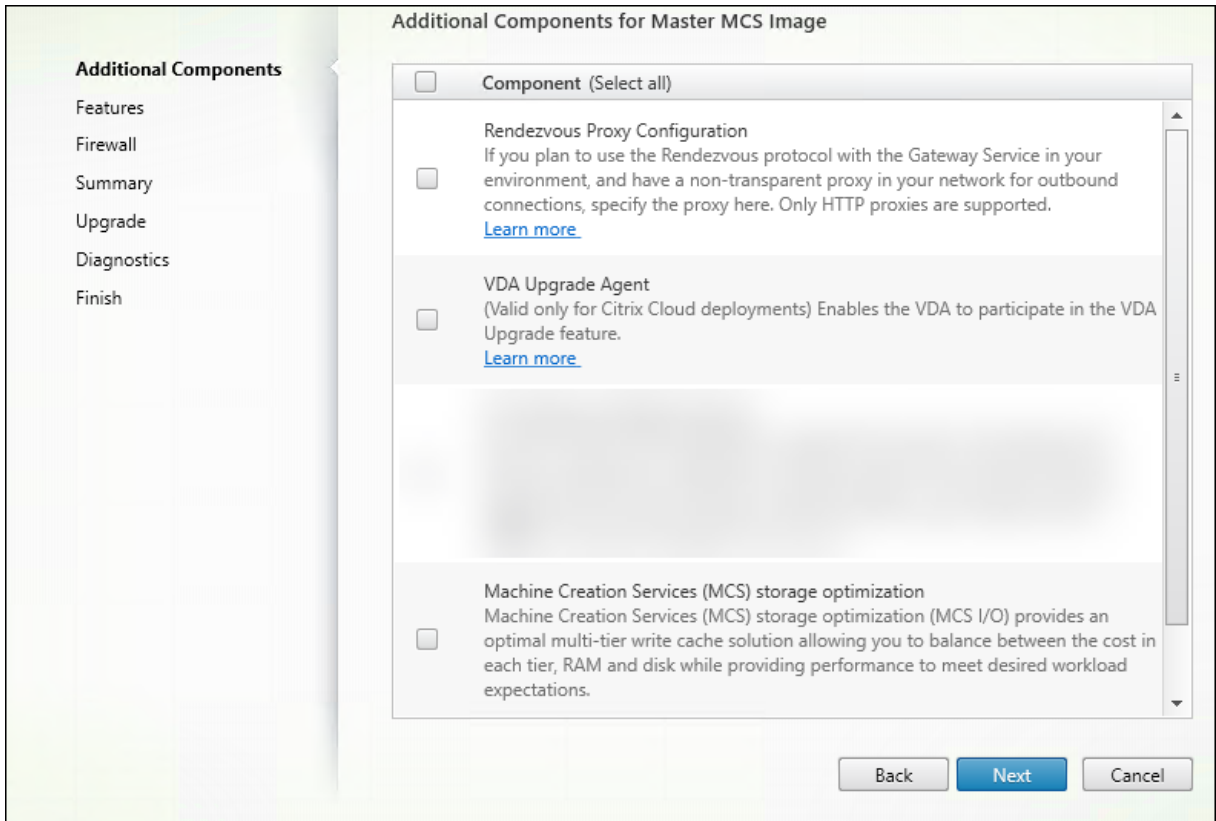 Additional Components for Master MCS Image
Additional Components
Features
Firewall
Summary
Upgrade
Diagnostics
Finish
Component (Select all)
Rendezvous Proxy Configuration
If you plan to use the Rendezvous protocol with the Gateway Service in your
environment, and have a non-transparent proxy in your network for outbound
connections, specify the proxy here. Only HTTP proxies are supported.
Learn more
VDA Upgrade Agent
(Valid only for Citrix Cloud deployments) Enables the VDA to participate in the VDA
Upgrade feature.
Learn more
Machine Creation Services (MCS) storage optimization
Machine Creation Services (MCS) storage optimization (MCS I/O) provides an
optimal multi-tier write cache solution allowing you to balance between the cost in
each tier, RAM and disk while providing performance to meet desired workload
expectations.
Back
Next
Cancel